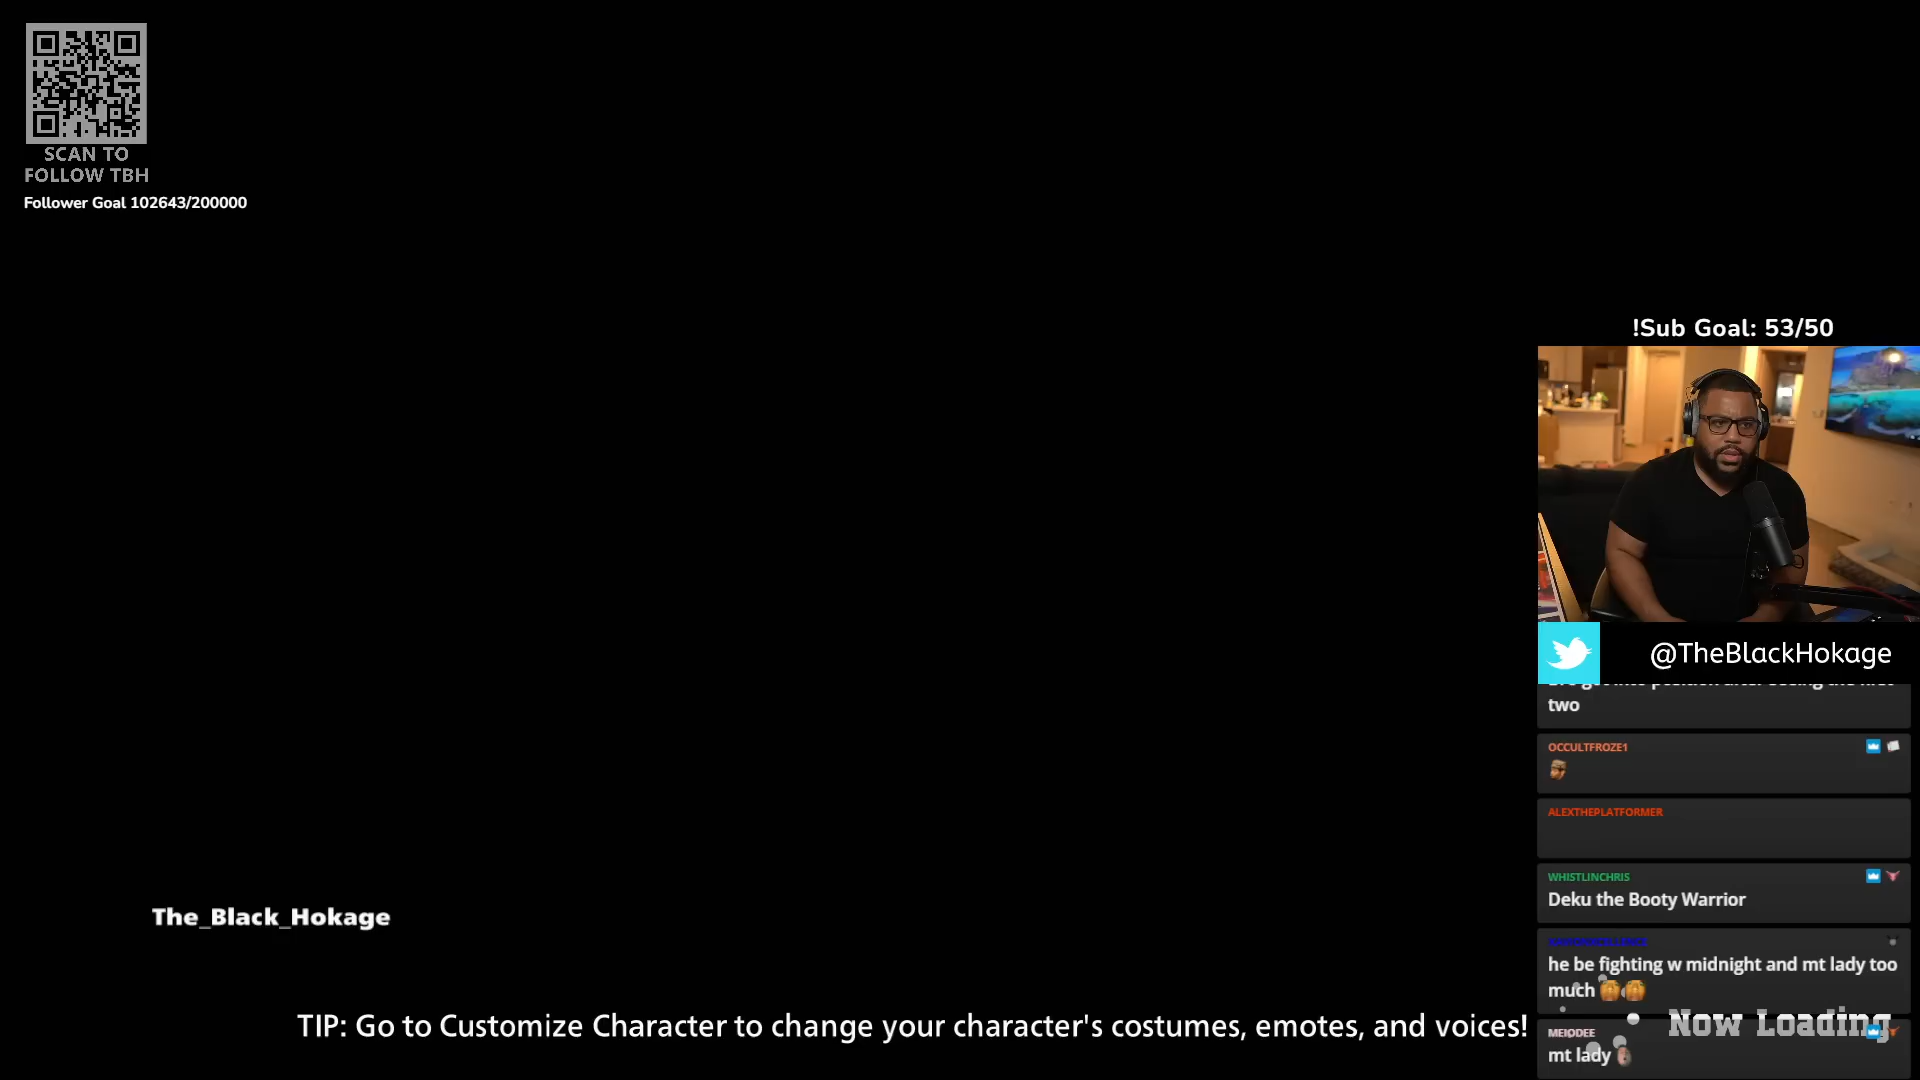 SCAN TO
FOLLOW TBH
Follower Goal 102643/200000
!Sub Goal: 53/50
@TheBlackHokage
two
OCCULTFROZE1
ALEXTHEPLATFORMER
WHISTLINCHRIS
Deku the Booty Warrior
he be fighting w midnight and mt lady too
much
The_Black_Hokage
TIP: Go to Customize Character to change your character's costumes, emotes, and voices!
Now Loading
MEIODEE
mt lady